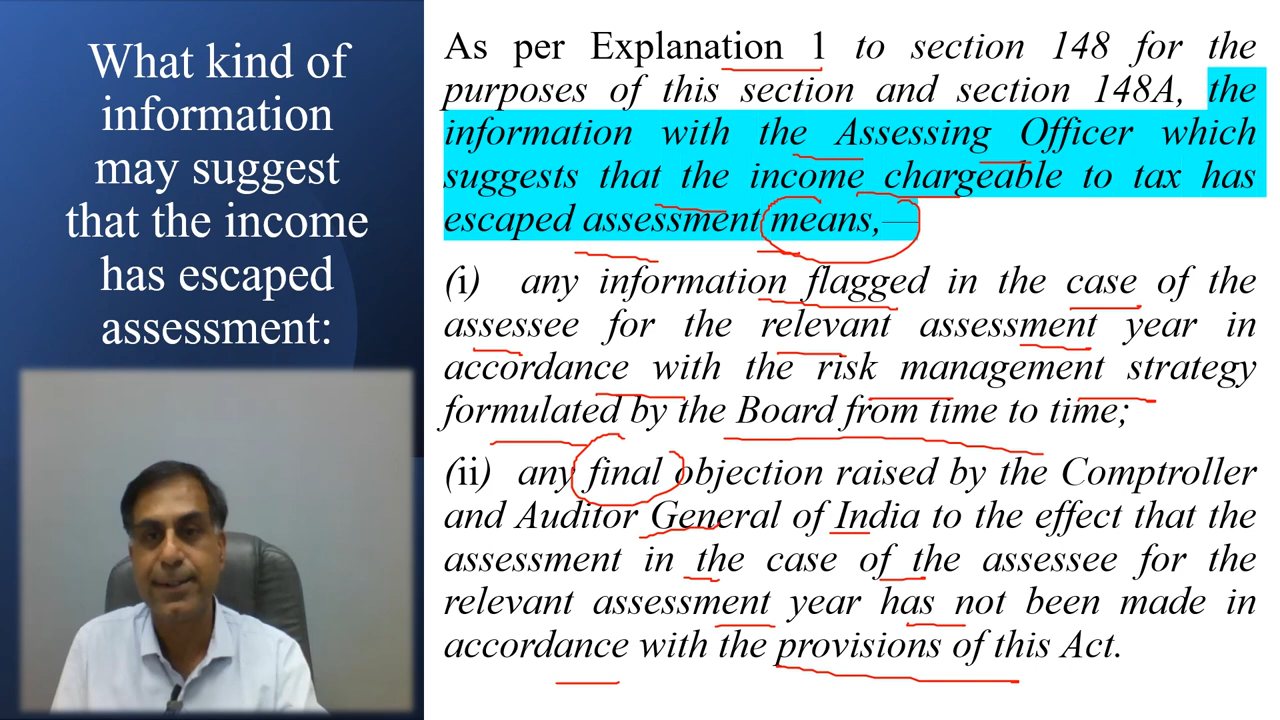 What kind of
information
may suggest
that the income
has escaped
assessment:
As per Explanation 1 to section 148 for the
purposes of this section and section 148A, the
information with the Assessing Officer which
suggests that the income chargeable to tax has
escaped assessment means,—
(i) any information flagged in the case of the
assessee for the relevant assessment year in
accordance with the risk management strategy
formulated by the Board from time to time;
(ii) any final objection raised by the Comptroller
and Auditor General of India to the effect that the
assessment in the case of the assessee for the
relevant assessment year has not been made in
accordance with the provisions of this Act.